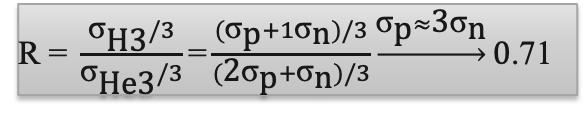 R = σH3/3 / σHe3/3 = (σp+1σn)/3 / (2σp+σn)/3 σp≈3σn → 0.71